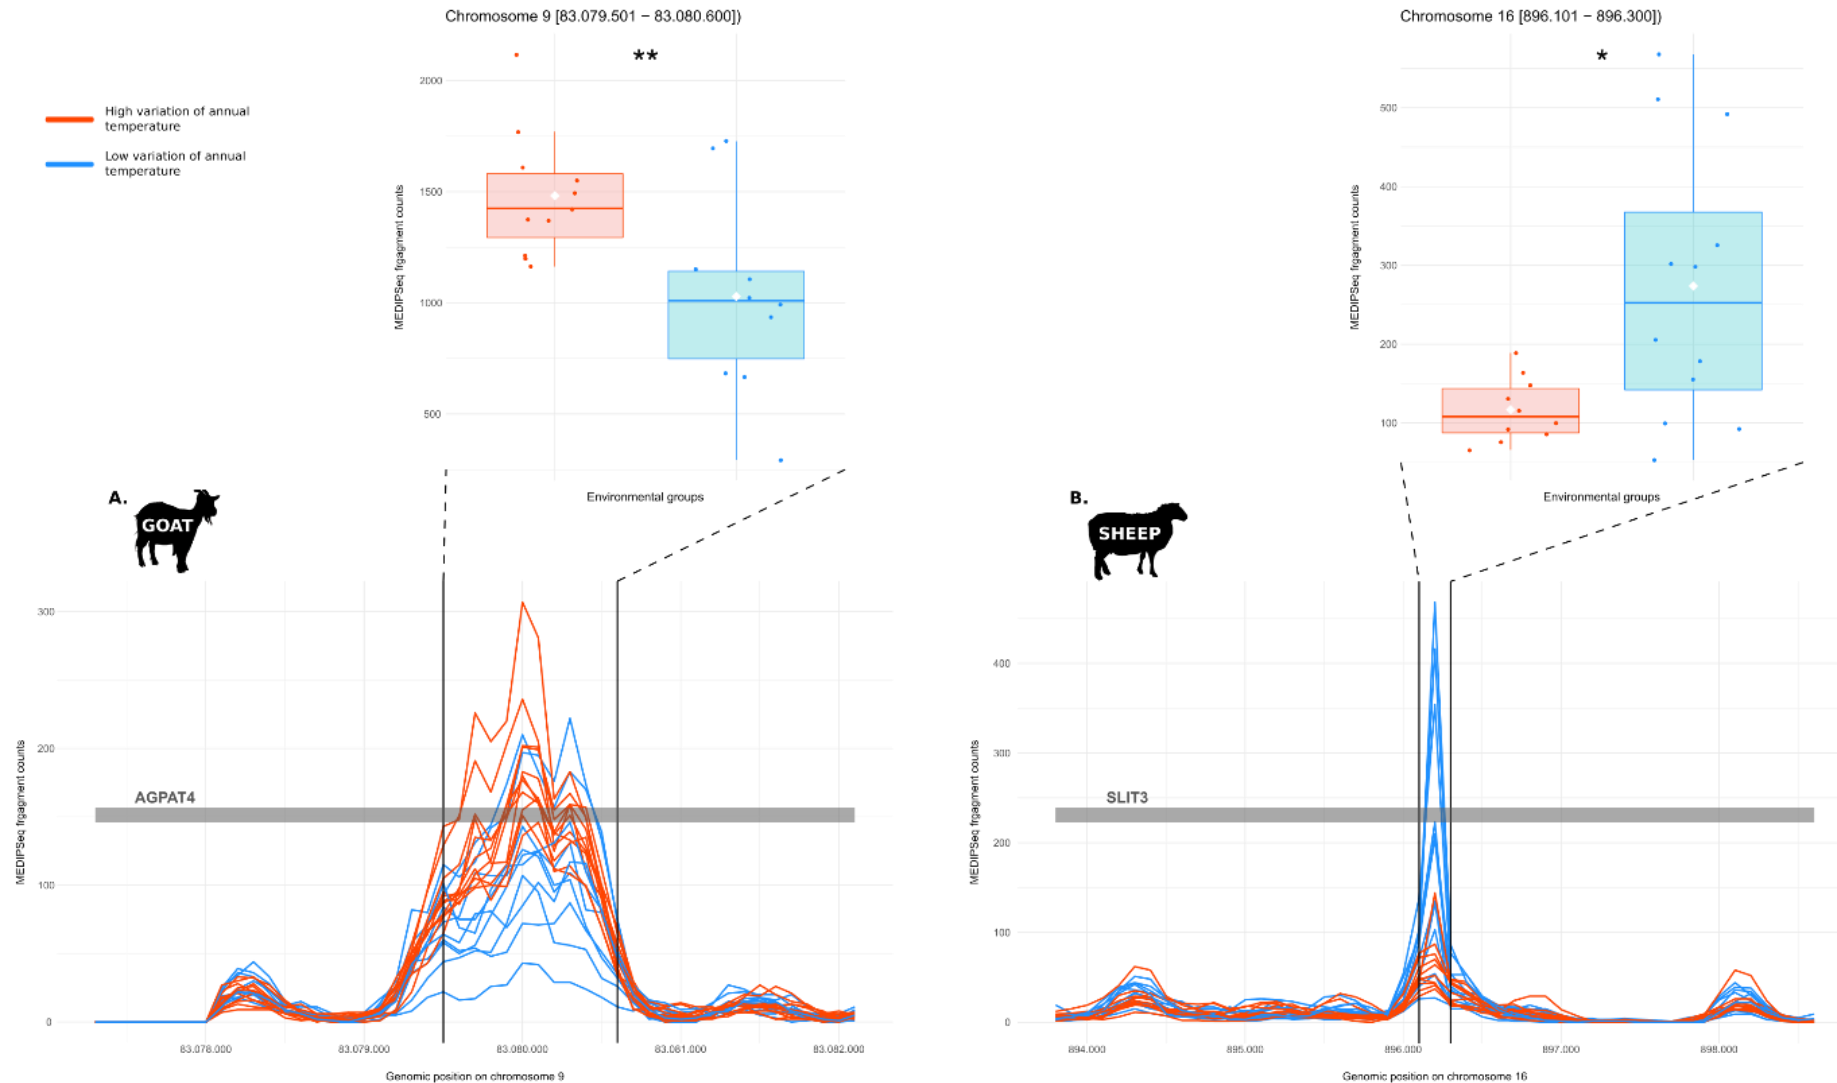 Chromosome 9 [83.079.501 − 83.080.600])
**
High variation of annual
temperature
Low variation of annual
temperature
MEDIPSeq frgagment counts
2000
1500
1000
500
Environmental groups
A.
GOAT
MEDIPSeq frgagment counts
300
200
100
0
AGPAT4
83.078.000
83.079.000
83.080.000
83.061.000
83.082.000
Genomic position on chromosome 9
Chromosome 16 [896.101 − 896.300])
*
MEDIPSeq frgagment counts
500
400
300
200
100
Environmental groups
B.
SHEEP
MEDIPSeq frgagment counts
400
300
200
100
0
SLIT3
894.000
895.000
896.000
897.000
898.000
Genomic position on chromosome 16